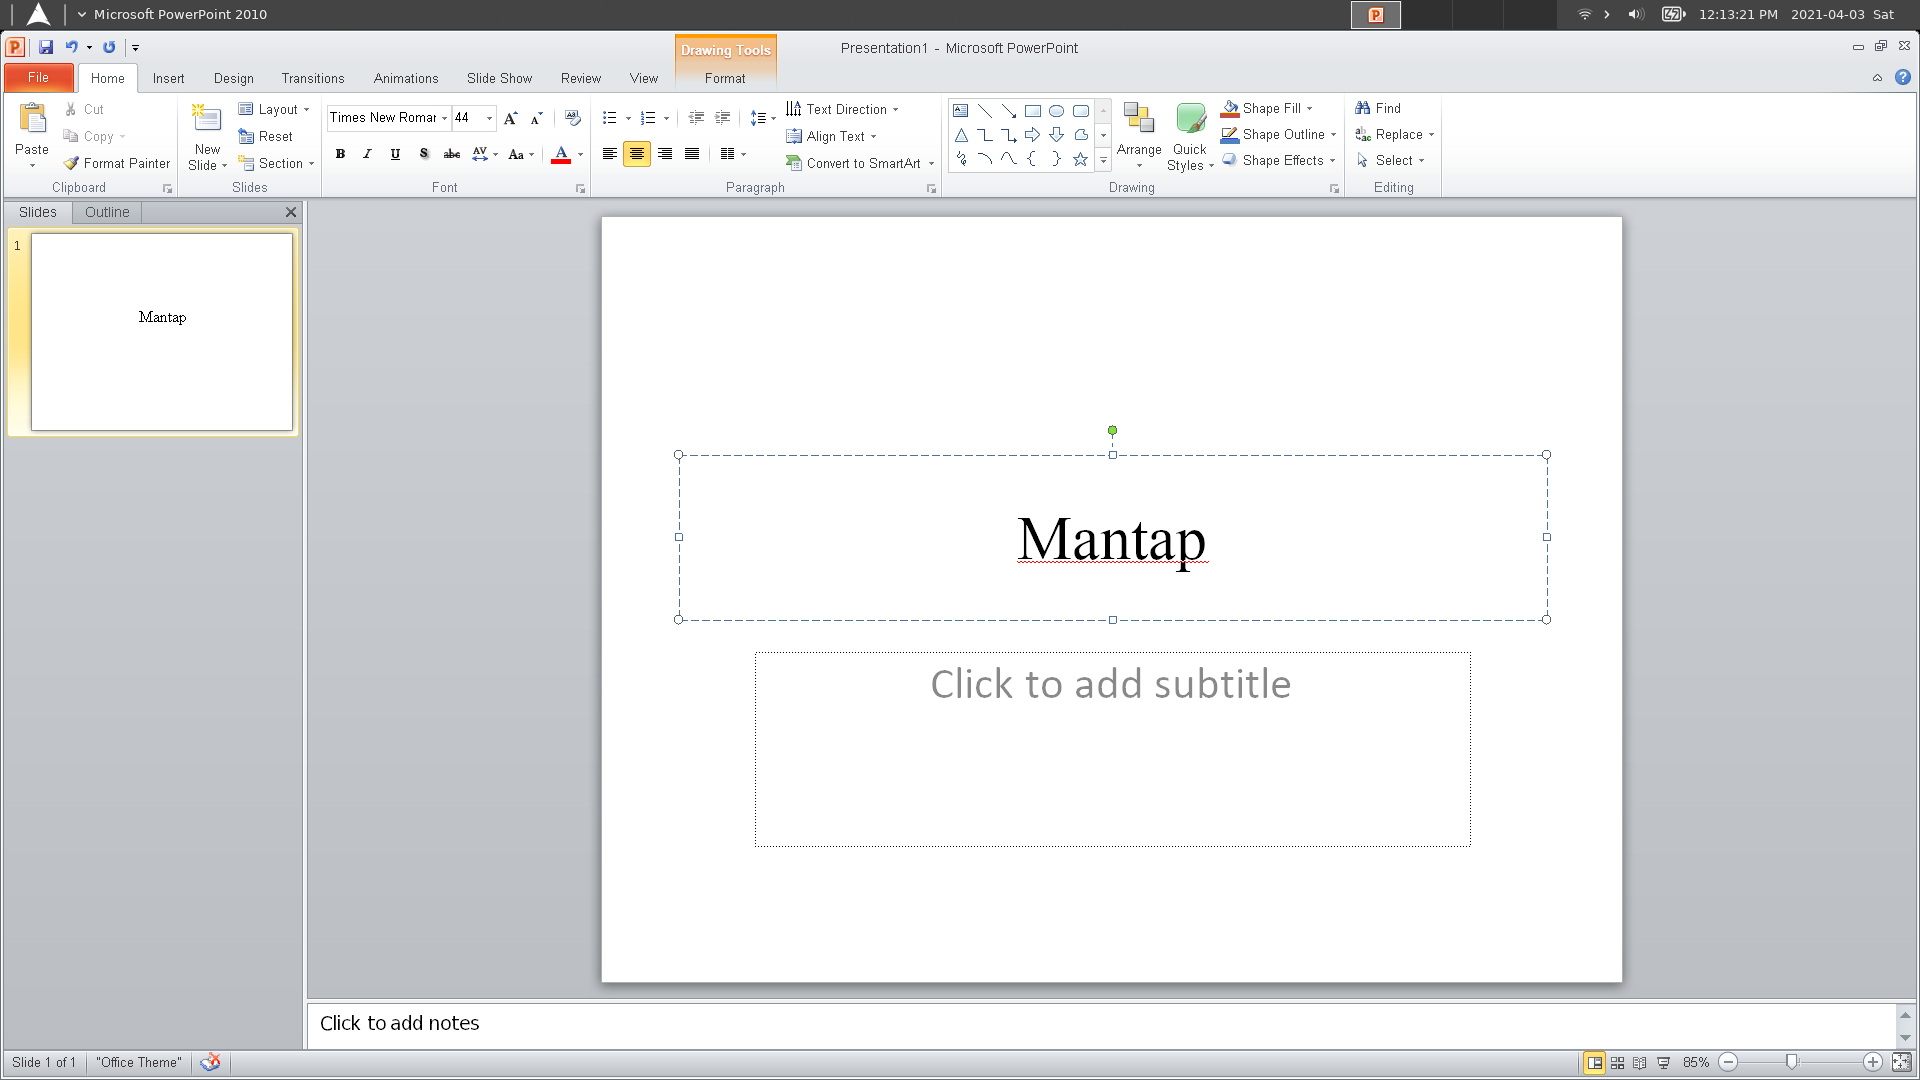 Microsoft PowerPoint 2010
12:13:21 PM 2021-04-03 Sat
Presentation1 - Microsoft PowerPoint
Drawing Tools
File Home Insert Design Transitions Animations Slide Show Review View Format
Paste
Cut
Copy
Format Painter
Clipboard
New Slide
Layout
Reset
Section
Slides
Times New Roman 44
B I U S abc AV Aa A
Font
Text Direction
Align Text
Convert to SmartArt
Paragraph
Arrange
Quick Styles
Shape Fill
Shape Outline
Shape Effects
Drawing
Find
Replace
Select
Editing
Slides Outline
1
Mantap
Mantap
Click to add subtitle
Click to add notes
Slide 1 of 1 "Office Theme" 85%